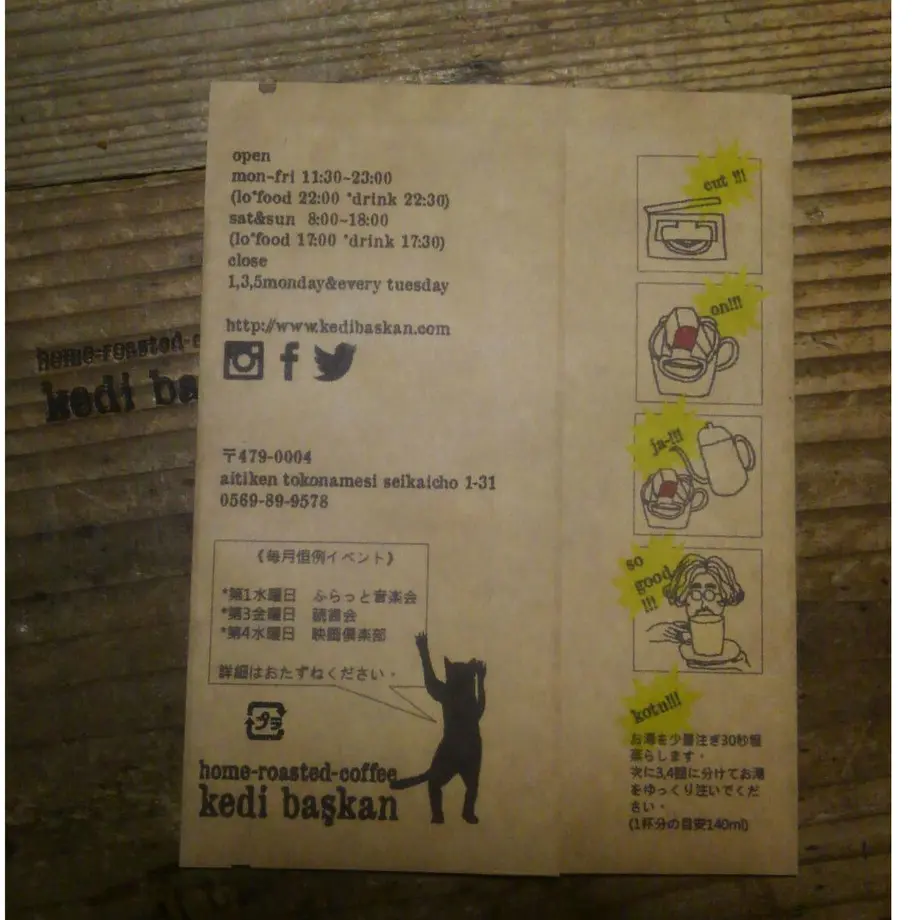 open
mon-fri 11:30~23:00
(lo*food 22:00 *drink 22:30)
sat&sun 8:00~18:00
(lo*food 17:00 *drink 17:30)
close
1,3,5monday&every tuesday
http://www.kedibaskan.com
〒479-0004
aitiken tokonamesi seikaicho 1-31
0569-89-9578
《毎月恒例イベント》
*第1水曜日 ふらっと音楽会
*第3金曜日 読書会
*第4水曜日 映画倶楽部
詳細はおたずねください・
プラ
home-roasted-coffee
kedi başkan
cut !!!
on!!!
ja-!!!
so
good
!!!
kotu!!!
お湯を少量注ぎ30秒程
蒸らします・
次に3,4回に分けてお湯
をゆっくり注いでくだ
さい・
(1杯分の目安140ml)
home-roasted-c
kedi ba